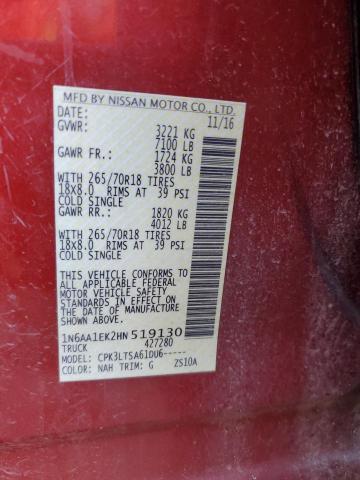 MFD BY NISSAN MOTOR CO., LTD.
DATE: 11/16
GVWR: 3221 KG
7100 LB
GAWR FR.: 1724 KG
3800 LB
WITH 265/70R18 TIRES
18X8.0 RIMS AT 39 PSI
COLD SINGLE
GAWR RR.: 1820 KG
4012 LB
WITH 265/70R18 TIRES
18X8.0 RIMS AT 39 PSI
COLD SINGLE
THIS VEHICLE CONFORMS TO
ALL APPLICABLE FEDERAL
MOTOR VEHICLE SAFETY
STANDARDS IN EFFECT ON
THE DATE OF MANUFACTURE
1N6AA1EK2HN 519130
TRUCK 427280
MODEL: CPK3LTSA61DU6-----
COLOR: NAH TRIM: G ZS10A